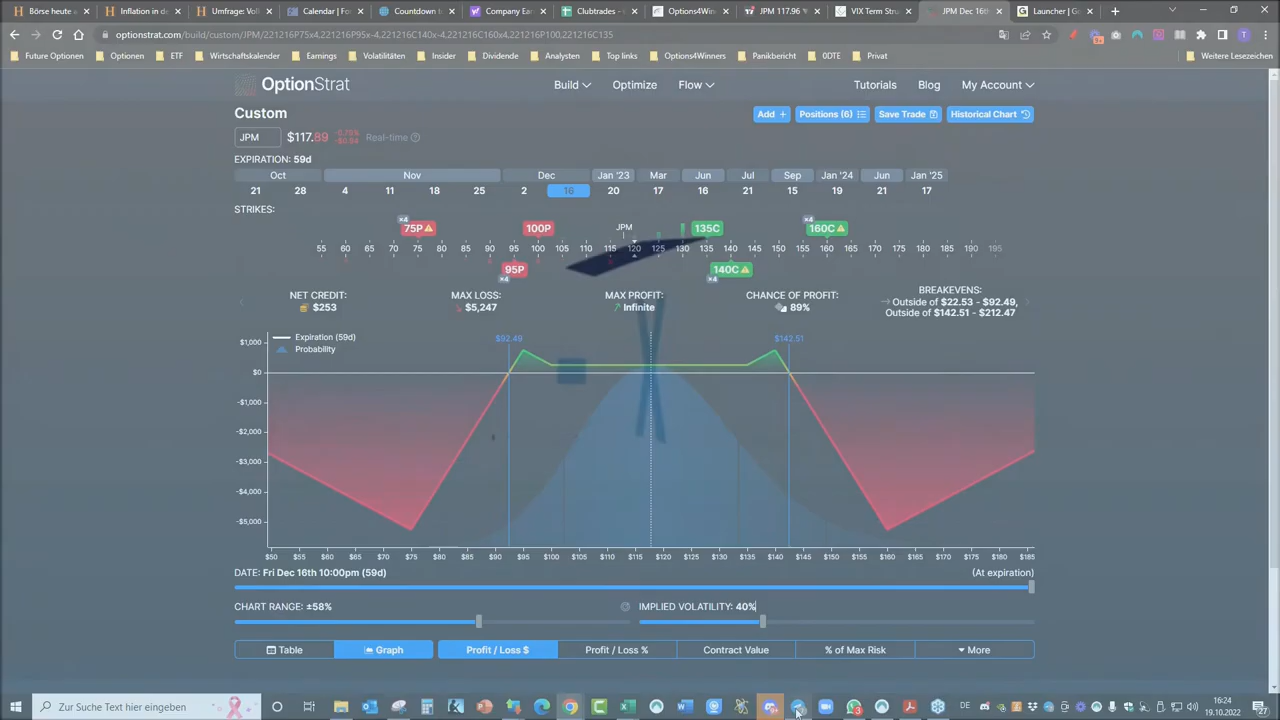 Börse heute
Inflation in d
Umfrage: Volk
Calendar | Fo
Countdown
Company Ear
Clubtrades -
Options4Winn
JPM 117.96
VIX Term Stru
JPM Dec 16th
Launcher | Go
optionstrat.com/build/custom/JPM/221216P75x4,221216P95x-4,221216C140x-4,221216C160x4,221216P100,221216C135
Future Optionen Optionen ETF Wirtschaftskalender Earnings Volatilitäten Insider Dividende Analysten Top links Options4Winners Panikbericht 0DTE Privat Weitere Lesezeichen
OptionStrat Build Optimize Flow Tutorials Blog My Account
Custom
Add + Positions (6) Save Trade Historical Chart
JPM $117.89 -0.79% -$0.94 Real-time
EXPIRATION: 59d
Oct Nov Dec Jan '23 Mar Jun Jul Sep Jan '24 Jun Jan '25
21 28 4 11 18 25 2 16 20 17 16 21 15 19 21 17
STRIKES:
x4 75P 100P JPM 135C x4 160C
55 60 65 70 75 80 85 90 95 100 105 110 115 120 125 130 135 140 145 150 155 160 165 170 175 180 185 190 195
95P x4 140C x4
NET CREDIT: MAX LOSS: MAX PROFIT: CHANCE OF PROFIT: BREAKEVENS:
$253 $5,247 Infinite 89% Outside of $22.53 - $92.49,
Outside of $142.51 - $212.47
Expiration (59d)
Probability
$92.49 $142.51
$1,000
$0
-$1,000
-$2,000
-$3,000
-$4,000
-$5,000
$50 $55 $60 $65 $70 $75 $80 $85 $90 $95 $100 $105 $110 $115 $120 $125 $130 $135 $140 $145 $150 $155 $160 $165 $170 $175 $180 $185
DATE: Fri Dec 16th 10:00pm (59d) (At expiration)
CHART RANGE: ±58% IMPLIED VOLATILITY: 40%
Table Graph Profit / Loss $ Profit / Loss % Contract Value % of Max Risk More
Zur Suche Text hier eingeben
DE
16:24
19.10.2022